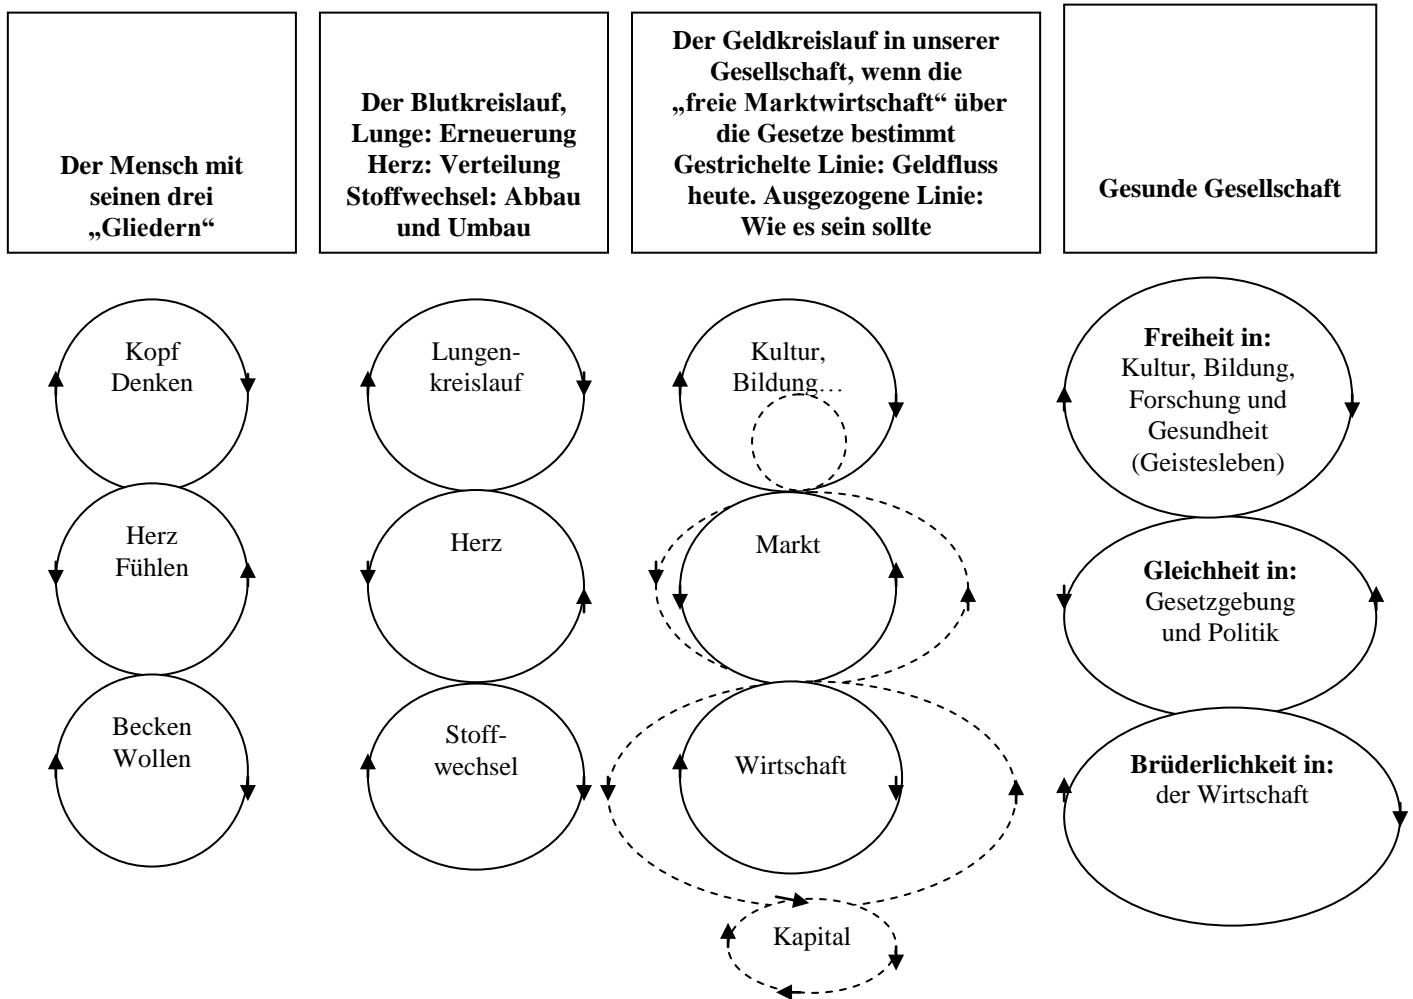 Der Mensch mit
seinen drei
„Gliedern“
Der Blutkreislauf,
Lunge: Erneuerung
Herz: Verteilung
Stoffwechsel: Abbau
und Umbau
Der Geldkreislauf in unserer
Gesellschaft, wenn die
„freie Marktwirtschaft“ über
die Gesetze bestimmt
Gestrichelte Linie: Geldfluss
heute. Ausgezogene Linie:
Wie es sein sollte
Gesunde Gesellschaft
Kopf
Denken
Herz
Fühlen
Becken
Wollen
Lungen-
kreislauf
Herz
Stoff-
wechsel
Kultur,
Bildung…
Markt
Wirtschaft
Kapital
Freiheit in:
Kultur, Bildung,
Forschung und
Gesundheit
(Geistesleben)
Gleichheit in:
Gesetzgebung
und Politik
Brüderlichkeit in:
der Wirtschaft